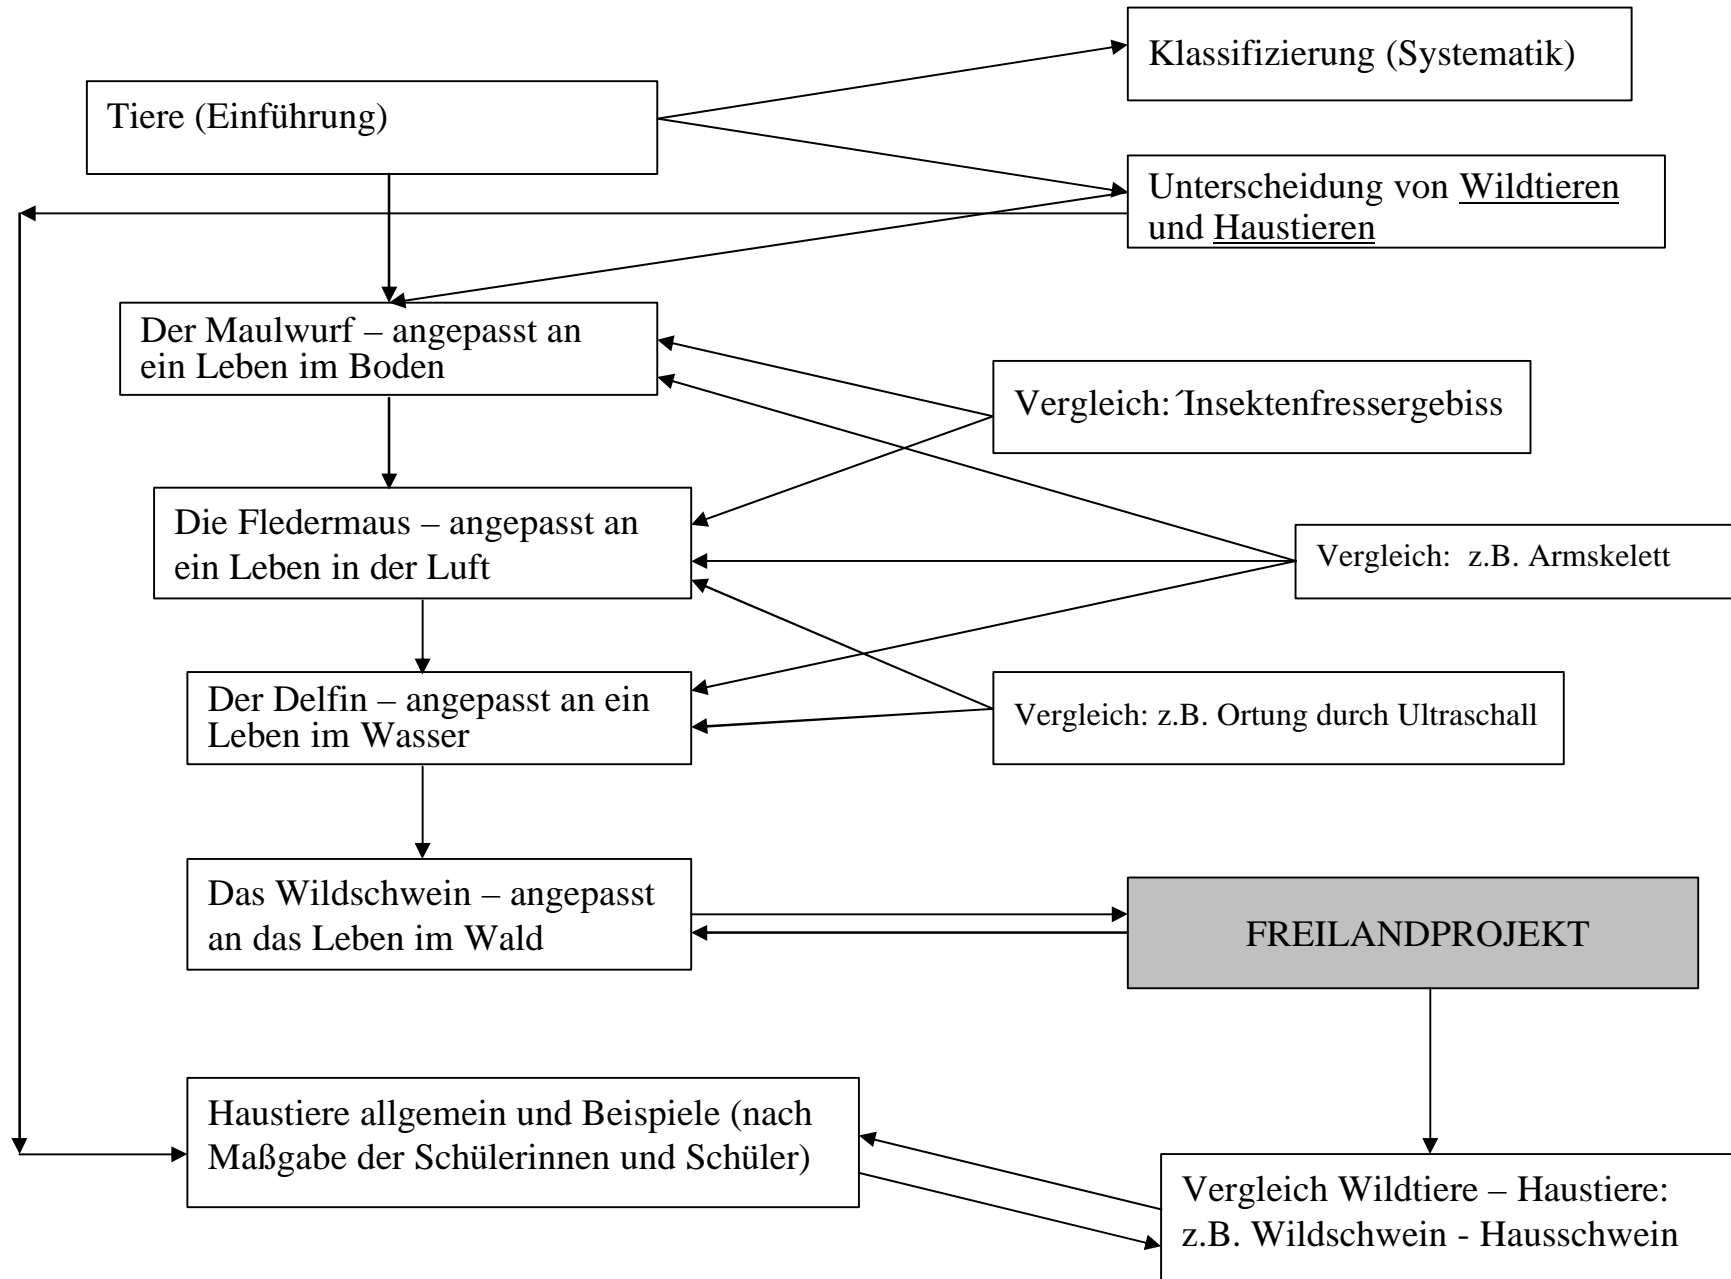 Klassifizierung (Systematik)
Tiere (Einführung)
Unterscheidung von Wildtieren
und Haustieren
Der Maulwurf – angepasst an
ein Leben im Boden
Vergleich:´Insektenfressergebiss
Die Fledermaus – angepasst an
ein Leben in der Luft
Vergleich:  z.B. Armskelett
Der Delfin – angepasst an ein
Leben im Wasser
Vergleich: z.B. Ortung durch Ultraschall
Das Wildschwein – angepasst
an das Leben im Wald
FREILANDPROJEKT
Haustiere allgemein und Beispiele (nach
Maßgabe der Schülerinnen und Schüler)
Vergleich Wildtiere – Haustiere:
z.B. Wildschwein - Hausschwein